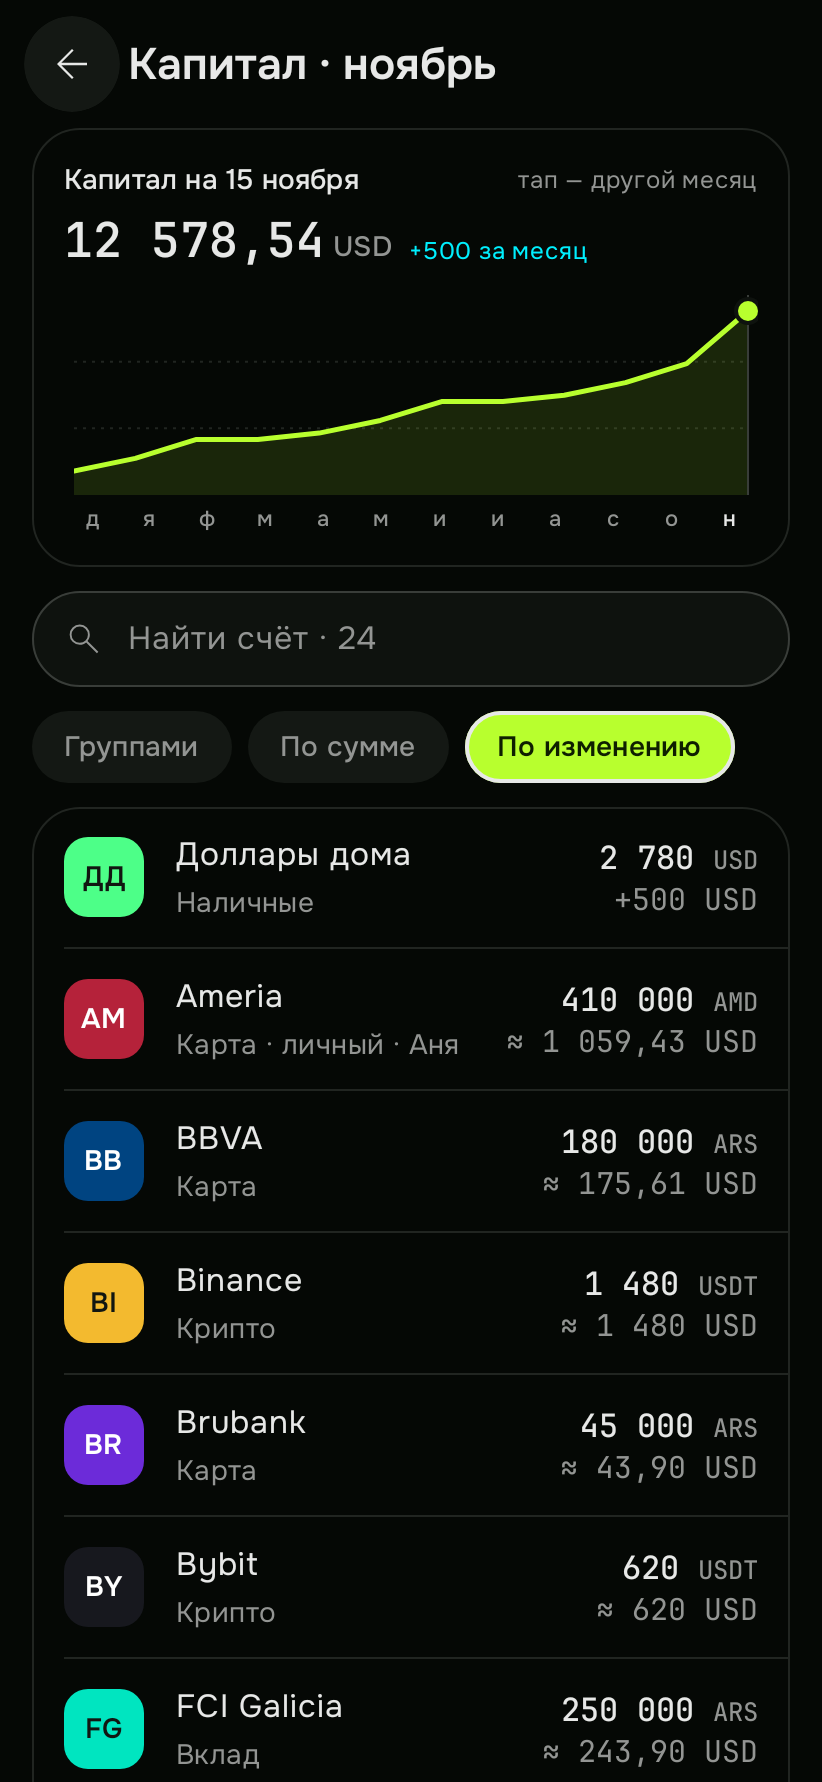 Капитал · ноябрь
Капитал на 15 ноября тап — другой месяц
12 578,54 USD +500 за месяц
д я ф м а м и и а с о н
Найти счёт · 24
Группами По сумме По изменению
ДД Доллары дома 2 780 USD
Наличные +500 USD
AM Ameria 410 000 AMD
Карта · личный · Аня ≈ 1 059,43 USD
BB BBVA 180 000 ARS
Карта ≈ 175,61 USD
BI Binance 1 480 USDT
Крипто ≈ 1 480 USD
BR Brubank 45 000 ARS
Карта ≈ 43,90 USD
BY Bybit 620 USDT
Крипто ≈ 620 USD
FG FCI Galicia 250 000 ARS
Вклад ≈ 243,90 USD